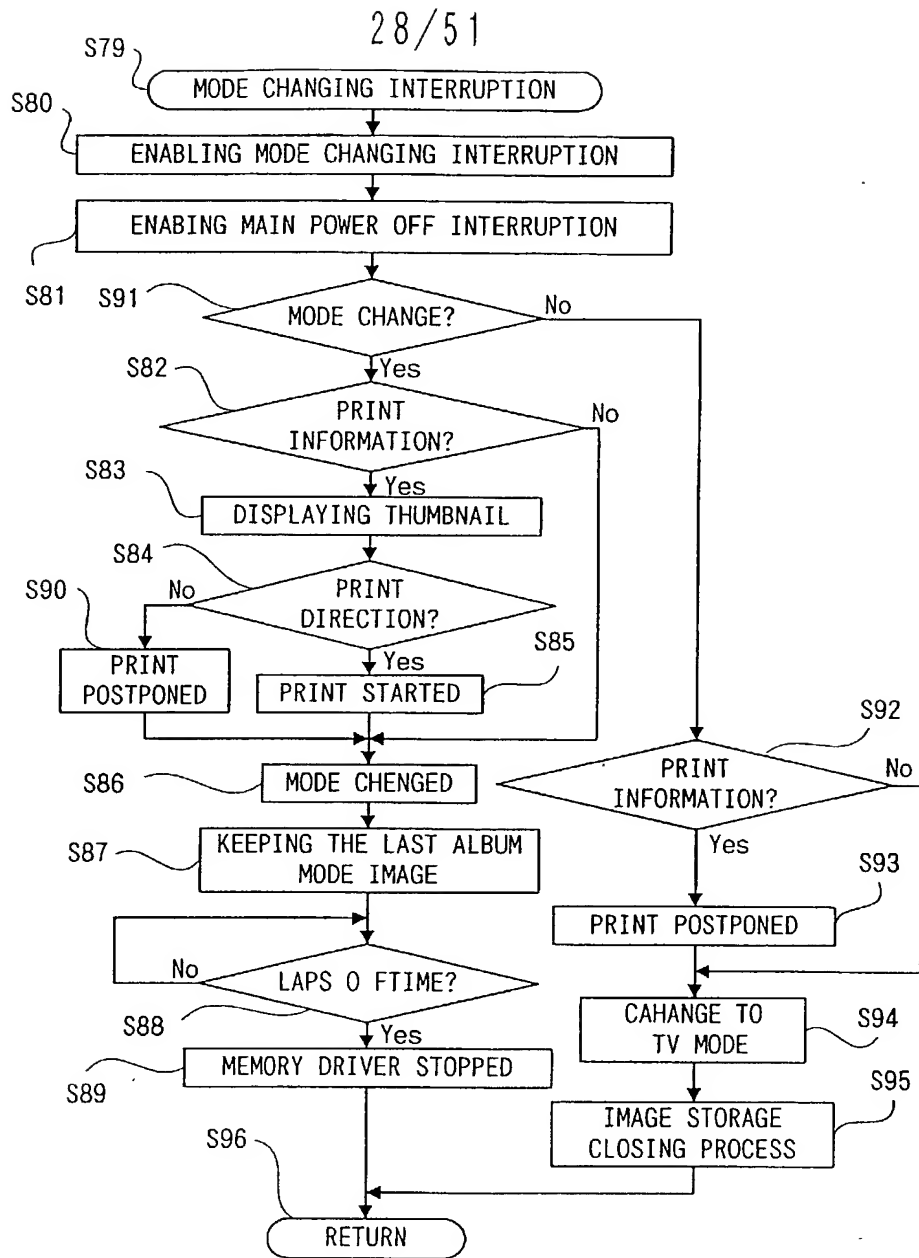 28/51
S79
MODE CHANGING INTERRUPTION
S80
ENABLING MODE CHANGING INTERRUPTION
ENABING MAIN POWER OFF INTERRUPTION
S81
S91
MODE CHANGE?
No
Yes
S82
PRINT
INFORMATION?
No
Yes
S83
DISPLAYING THUMBNAIL
S84
PRINT
DIRECTION?
No
Yes
S90
PRINT
POSTPONED
S85
PRINT STARTED
S86
MODE CHENGED
S87
KEEPING THE LAST ALBUM
MODE IMAGE
LAPS O FTIME?
No
S88
Yes
MEMORY DRIVER STOPPED
S89
S92
PRINT
INFORMATION?
No
Yes
S93
PRINT POSTPONED
CAHANGE TO
TV MODE
S94
S95
IMAGE STORAGE
CLOSING PROCESS
S96
RETURN